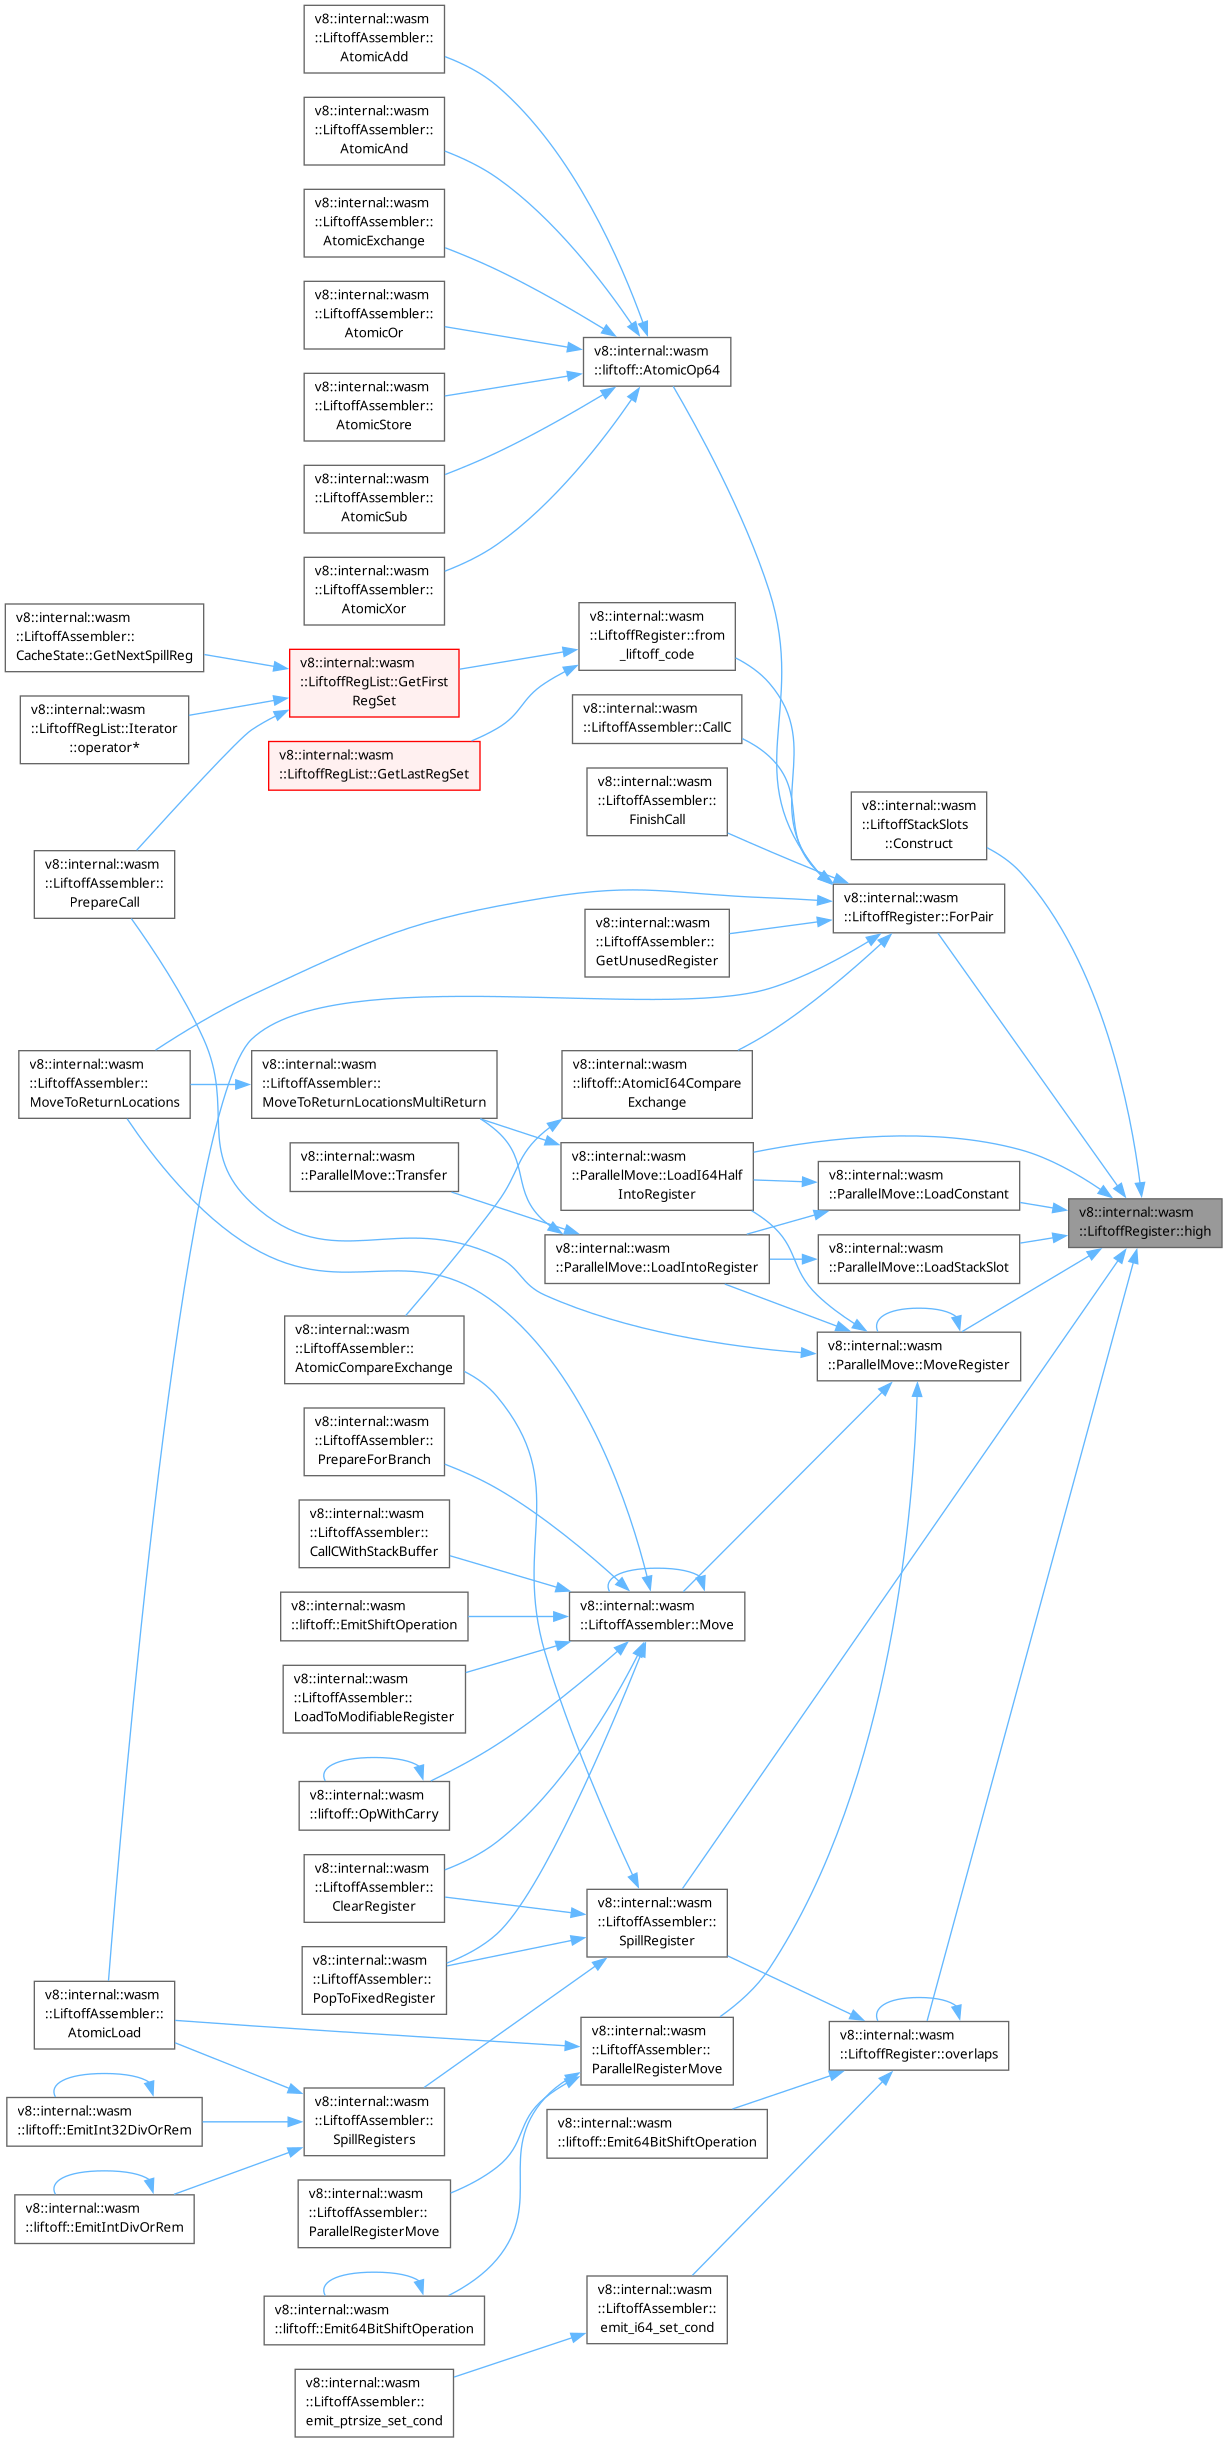 v8::internal::wasm
::LiftoffAssembler::
AtomicAdd
v8::internal::wasm
::LiftoffAssembler::
AtomicAnd
v8::internal::wasm
::LiftoffAssembler::
AtomicExchange
v8::internal::wasm
::LiftoffAssembler::
AtomicOr
v8::internal::wasm
::liftoff::AtomicOp64
v8::internal::wasm
::LiftoffAssembler::
AtomicStore
v8::internal::wasm
::LiftoffAssembler::
AtomicSub
v8::internal::wasm
::LiftoffAssembler::
AtomicXor
v8::internal::wasm
::LiftoffAssembler::
CacheState::GetNextSpillReg
v8::internal::wasm
::LiftoffRegister::from
_liftoff_code
v8::internal::wasm
::LiftoffRegList::GetFirst
RegSet
v8::internal::wasm
::LiftoffRegList::Iterator
::operator*
v8::internal::wasm
::LiftoffAssembler::CallC
v8::internal::wasm
::LiftoffRegList::GetLastRegSet
v8::internal::wasm
::LiftoffAssembler::
FinishCall
v8::internal::wasm
::LiftoffStackSlots
::Construct
v8::internal::wasm
::LiftoffAssembler::
PrepareCall
v8::internal::wasm
::LiftoffRegister::ForPair
v8::internal::wasm
::LiftoffAssembler::
GetUnusedRegister
v8::internal::wasm
::LiftoffAssembler::
MoveToReturnLocations
v8::internal::wasm
::LiftoffAssembler::
MoveToReturnLocationsMultiReturn
v8::internal::wasm
::liftoff::AtomicI64Compare
Exchange
v8::internal::wasm
::ParallelMove::Transfer
v8::internal::wasm
::ParallelMove::LoadI64Half
IntoRegister
v8::internal::wasm
::ParallelMove::LoadConstant
v8::internal::wasm
::LiftoffRegister::high
v8::internal::wasm
::ParallelMove::LoadIntoRegister
v8::internal::wasm
::ParallelMove::LoadStackSlot
v8::internal::wasm
::LiftoffAssembler::
AtomicCompareExchange
v8::internal::wasm
::ParallelMove::MoveRegister
v8::internal::wasm
::LiftoffAssembler::
PrepareForBranch
v8::internal::wasm
::LiftoffAssembler::
CallCWithStackBuffer
v8::internal::wasm
::liftoff::EmitShiftOperation
v8::internal::wasm
::LiftoffAssembler::Move
v8::internal::wasm
::LiftoffAssembler::
LoadToModifiableRegister
v8::internal::wasm
::liftoff::OpWithCarry
v8::internal::wasm
::LiftoffAssembler::
ClearRegister
v8::internal::wasm
::LiftoffAssembler::
SpillRegister
v8::internal::wasm
::LiftoffAssembler::
PopToFixedRegister
v8::internal::wasm
::LiftoffAssembler::
AtomicLoad
v8::internal::wasm
::LiftoffAssembler::
ParallelRegisterMove
v8::internal::wasm
::LiftoffRegister::overlaps
v8::internal::wasm
::liftoff::EmitInt32DivOrRem
v8::internal::wasm
::LiftoffAssembler::
SpillRegisters
v8::internal::wasm
::liftoff::Emit64BitShiftOperation
v8::internal::wasm
::liftoff::EmitIntDivOrRem
v8::internal::wasm
::LiftoffAssembler::
ParallelRegisterMove
v8::internal::wasm
::liftoff::Emit64BitShiftOperation
v8::internal::wasm
::LiftoffAssembler::
emit_i64_set_cond
v8::internal::wasm
::LiftoffAssembler::
emit_ptrsize_set_cond